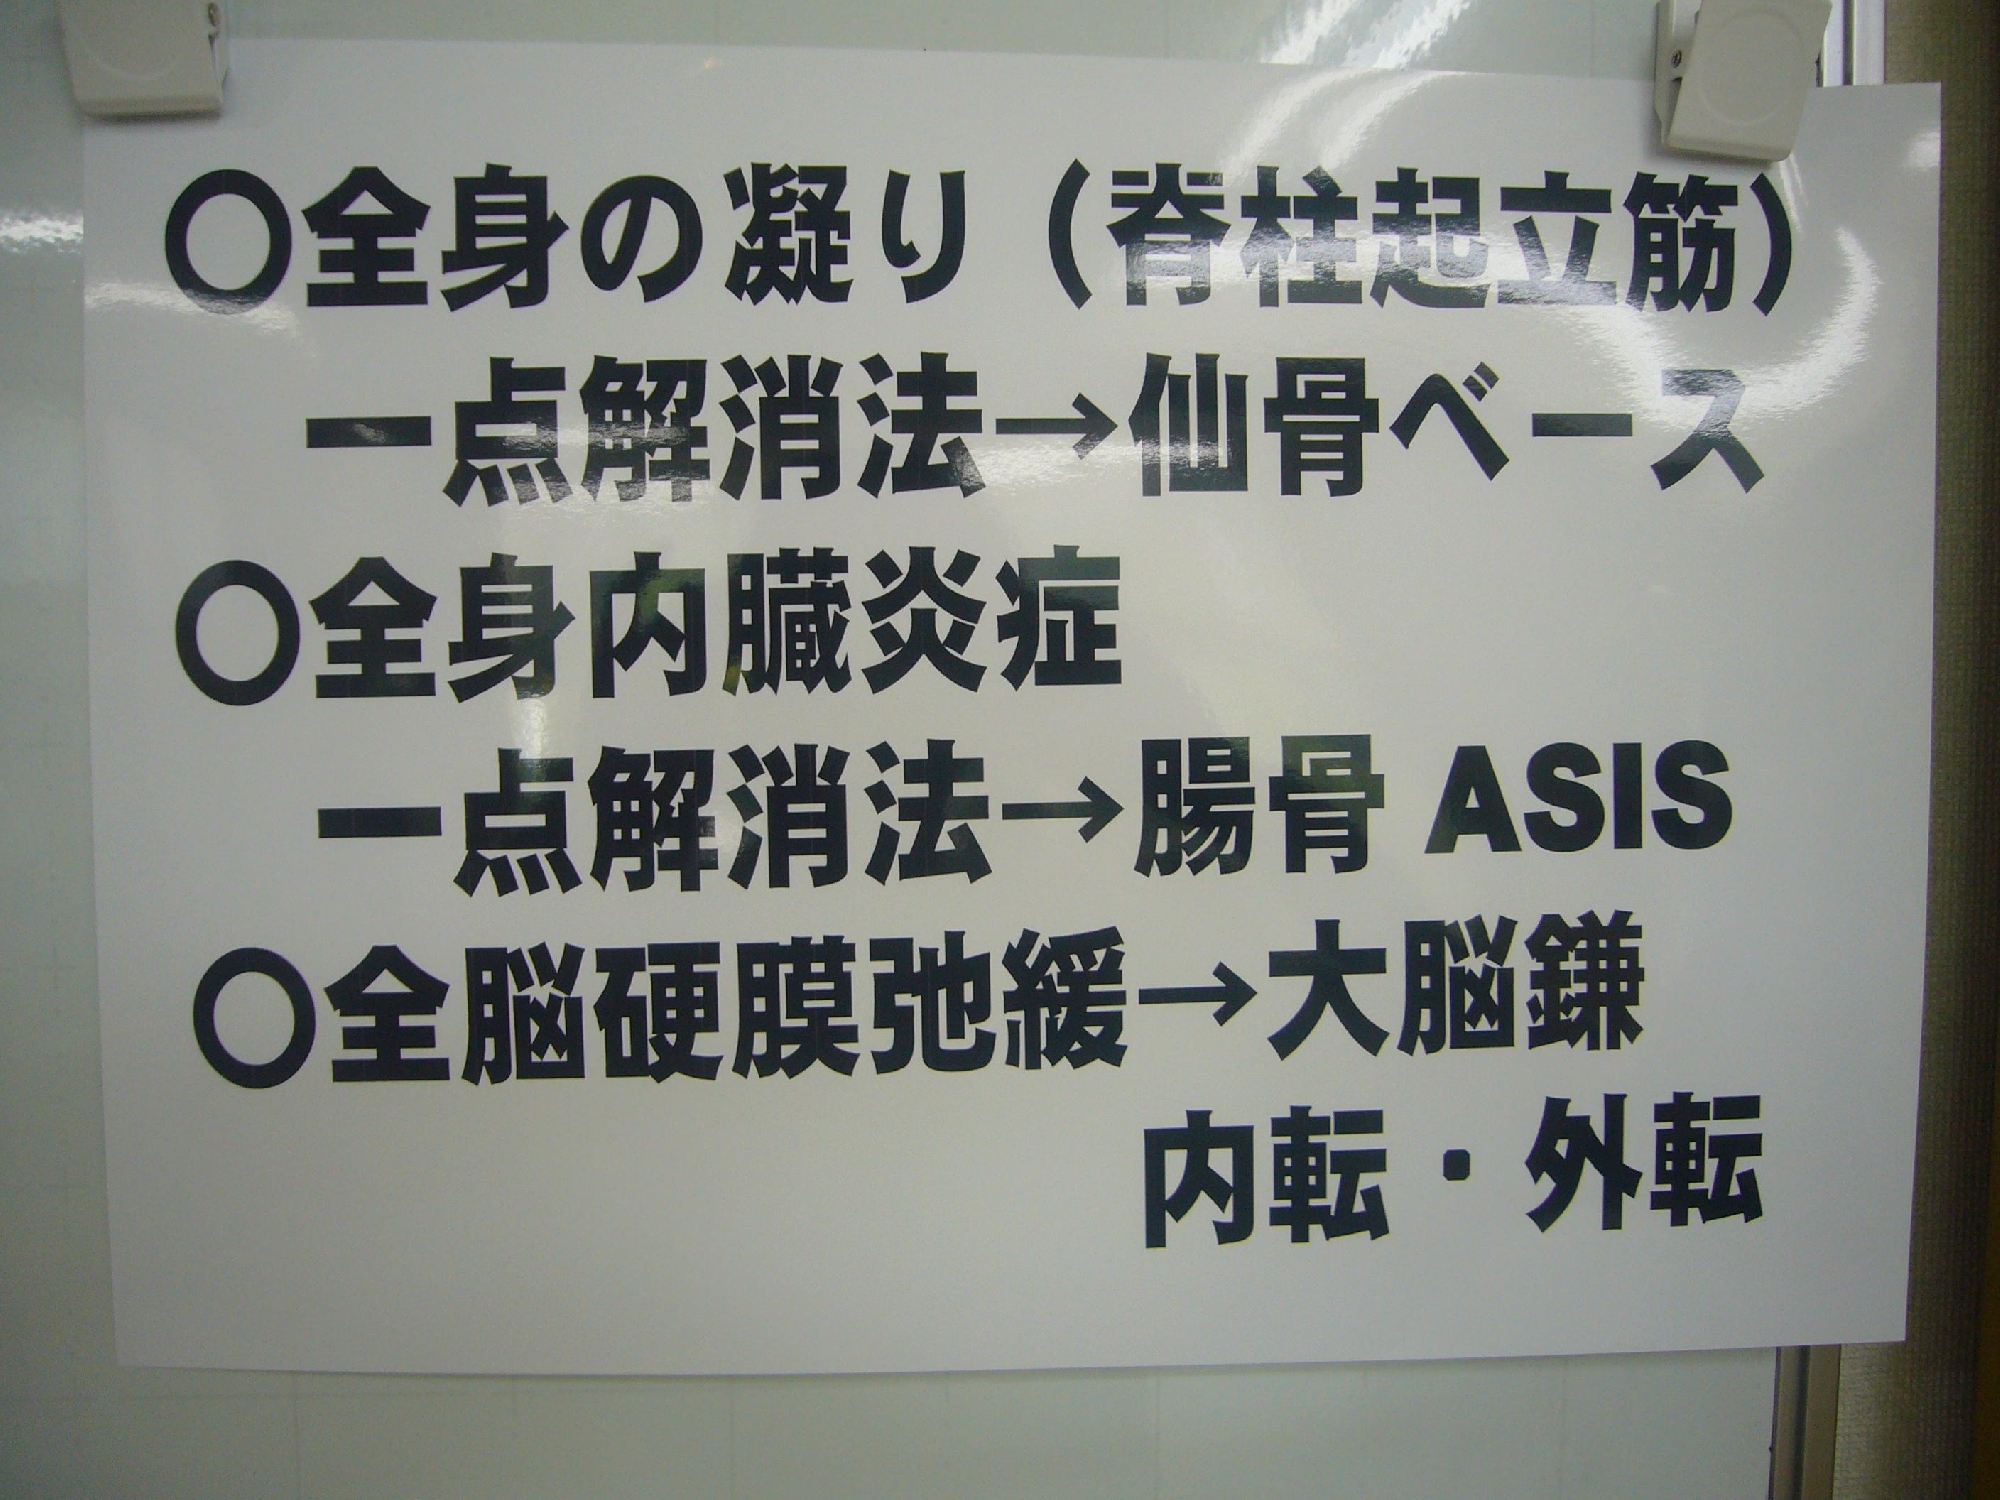 ○全身の凝り（脊柱起立筋）
一点解消法→仙骨ベース
○全身内臓炎症
一点解消法→腸骨 ASIS
○全脳硬膜弛緩→大脳鎌
内転・外転